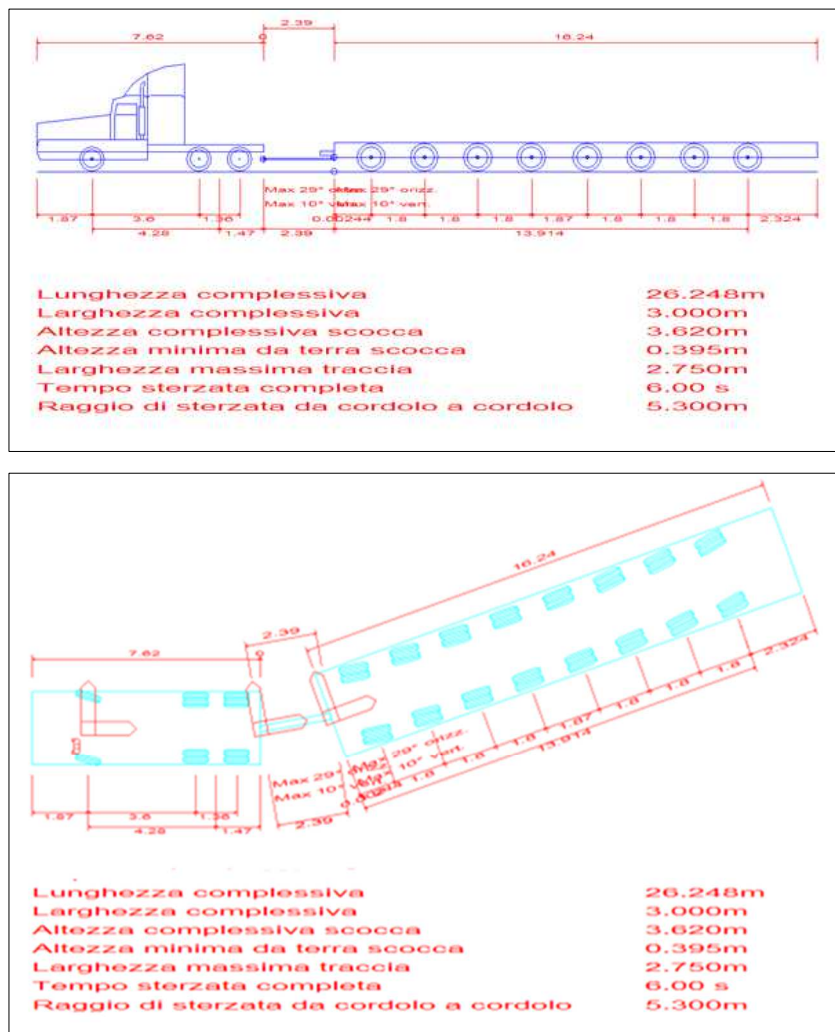 2.39
7.62 0 16.24
Max 29° orizz.
Max 10° vert.
1.87 3.6 1.36 0.00244 1.8 1.8 1.8 1.87 1.8 1.8 1.8 2.324
4.28 1.47 2.39 13.914
Lunghezza complessiva 26.248m
Larghezza complessiva 3.000m
Altezza complessiva scocca 3.620m
Altezza minima da terra scocca 0.395m
Larghezza massima traccia 2.750m
Tempo sterzata completa 6.00 s
Raggio di sterzata da cordolo a cordolo 5.300m
16.24
2.39
7.62 0
2.324
1.8
1.8
1.8
1.87
1.8
1.8
13.914
1.8
Max 29° orizz.
Max 10° vert.
1.87 3.6 1.36
4.28 1.47 2.39
Lunghezza complessiva 26.248m
Larghezza complessiva 3.000m
Altezza complessiva scocca 3.620m
Altezza minima da terra scocca 0.395m
Larghezza massima traccia 2.750m
Tempo sterzata completa 6.00 s
Raggio di sterzata da cordolo a cordolo 5.300m